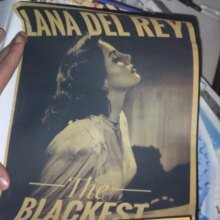 LANA DEL REY
The
BLACKEST